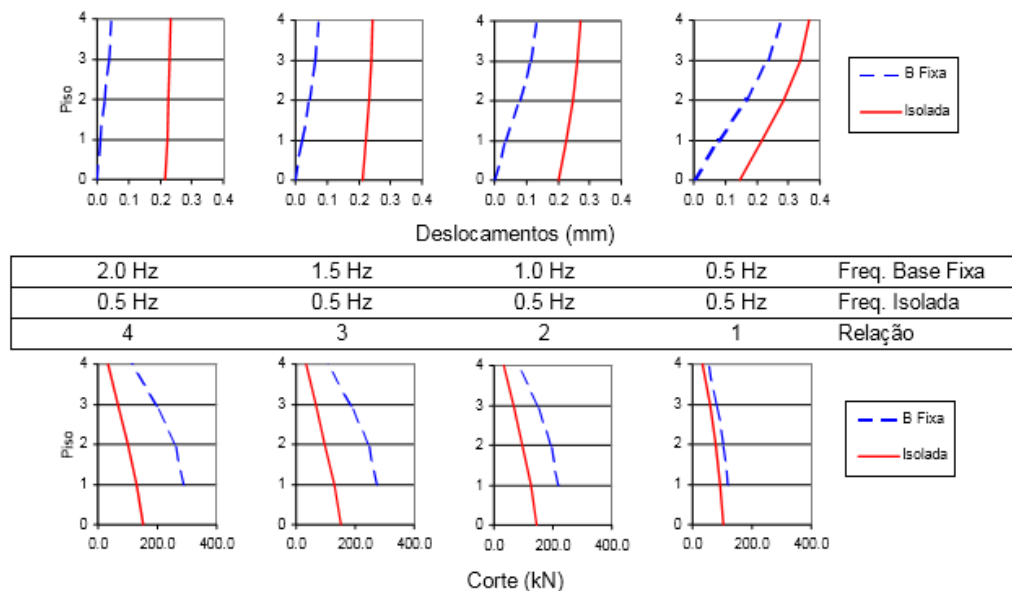 4 4 4 4
3 3 3 3
2 2 2 2
1 1 1 1
0 0 0 0
Piso
0.0 0.1 0.2 0.3 0.4 0.0 0.1 0.2 0.3 0.4 0.0 0.1 0.2 0.3 0.4 0.0 0.1 0.2 0.3 0.4
B Fixa
Isolada
Deslocamentos (mm)
2.0 Hz 1.5 Hz 1.0 Hz 0.5 Hz Freq. Base Fixa
0.5 Hz 0.5 Hz 0.5 Hz 0.5 Hz Freq. Isolada
4 3 2 1 Relação
4 4 4 4
3 3 3 3
2 2 2 2
1 1 1 1
0 0 0 0
Piso
0.0 200.0 400.0 0.0 200.0 400.0 0.0 200.0 400.0 0.0 200.0 400.0
B Fixa
Isolada
Corte (kN)